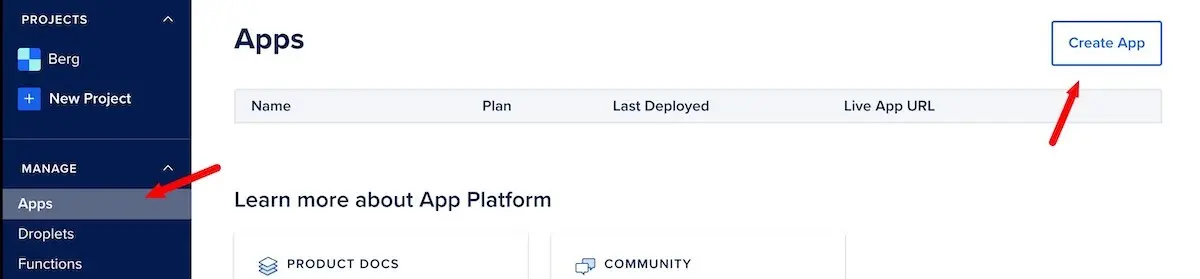 PROJECTS
Berg
New Project
MANAGE
Apps
Droplets
Functions
Apps
Create App
Name Plan Last Deployed Live App URL
Learn more about App Platform
PRODUCT DOCS COMMUNITY